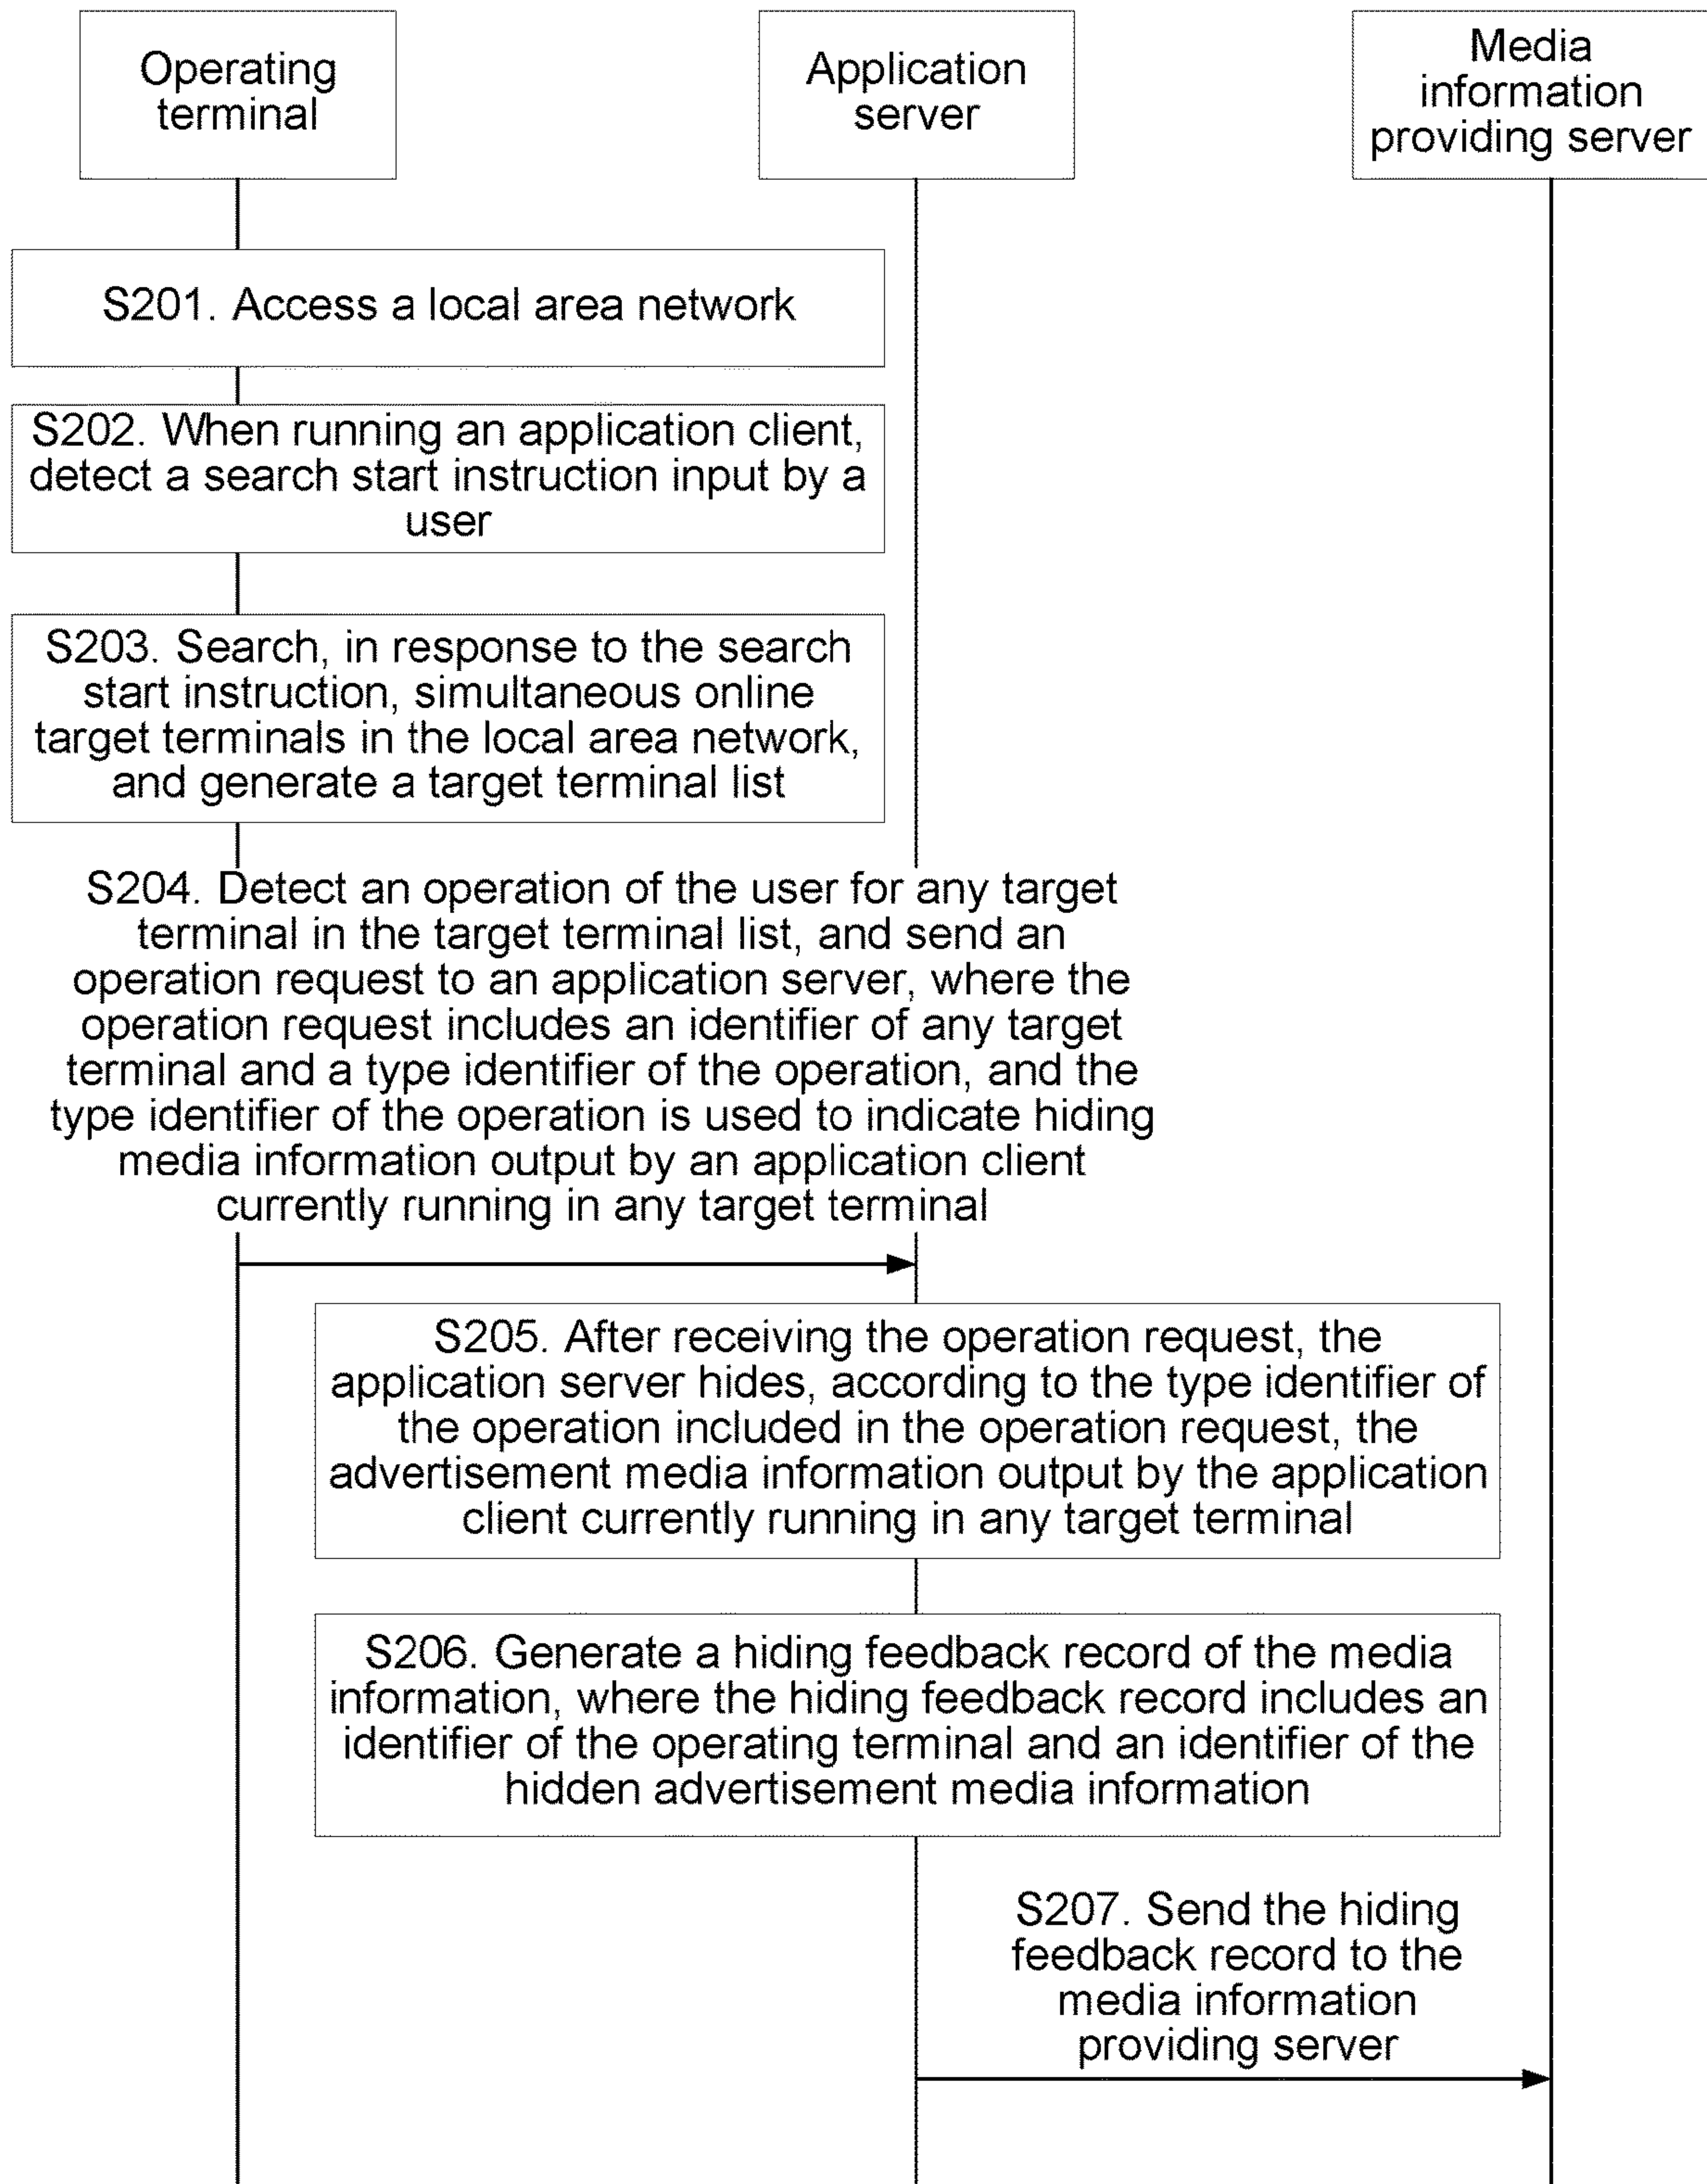 Operating
terminal
Application
server
Media
information
providing server
S201. Access a local area network
S202. When running an application client,
detect a search start instruction input by a
user
S203. Search, in response to the search
start instruction, simultaneous online
target terminals in the local area network,
and generate a target terminal list
S204. Detect an operation of the user for any target
terminal in the target terminal list, and send an
operation request to an application server, where the
operation request includes an identifier of any target
terminal and a type identifier of the operation, and the
type identifier of the operation is used to indicate hiding
media information output by an application client
currently running in any target terminal
S205. After receiving the operation request, the
application server hides, according to the type identifier of
the operation included in the operation request, the
advertisement media information output by the application
client currently running in any target terminal
S206. Generate a hiding feedback record of the media
information, where the hiding feedback record includes an
identifier of the operating terminal and an identifier of the
hidden advertisement media information
S207. Send the hiding
feedback record to the
media information
providing server